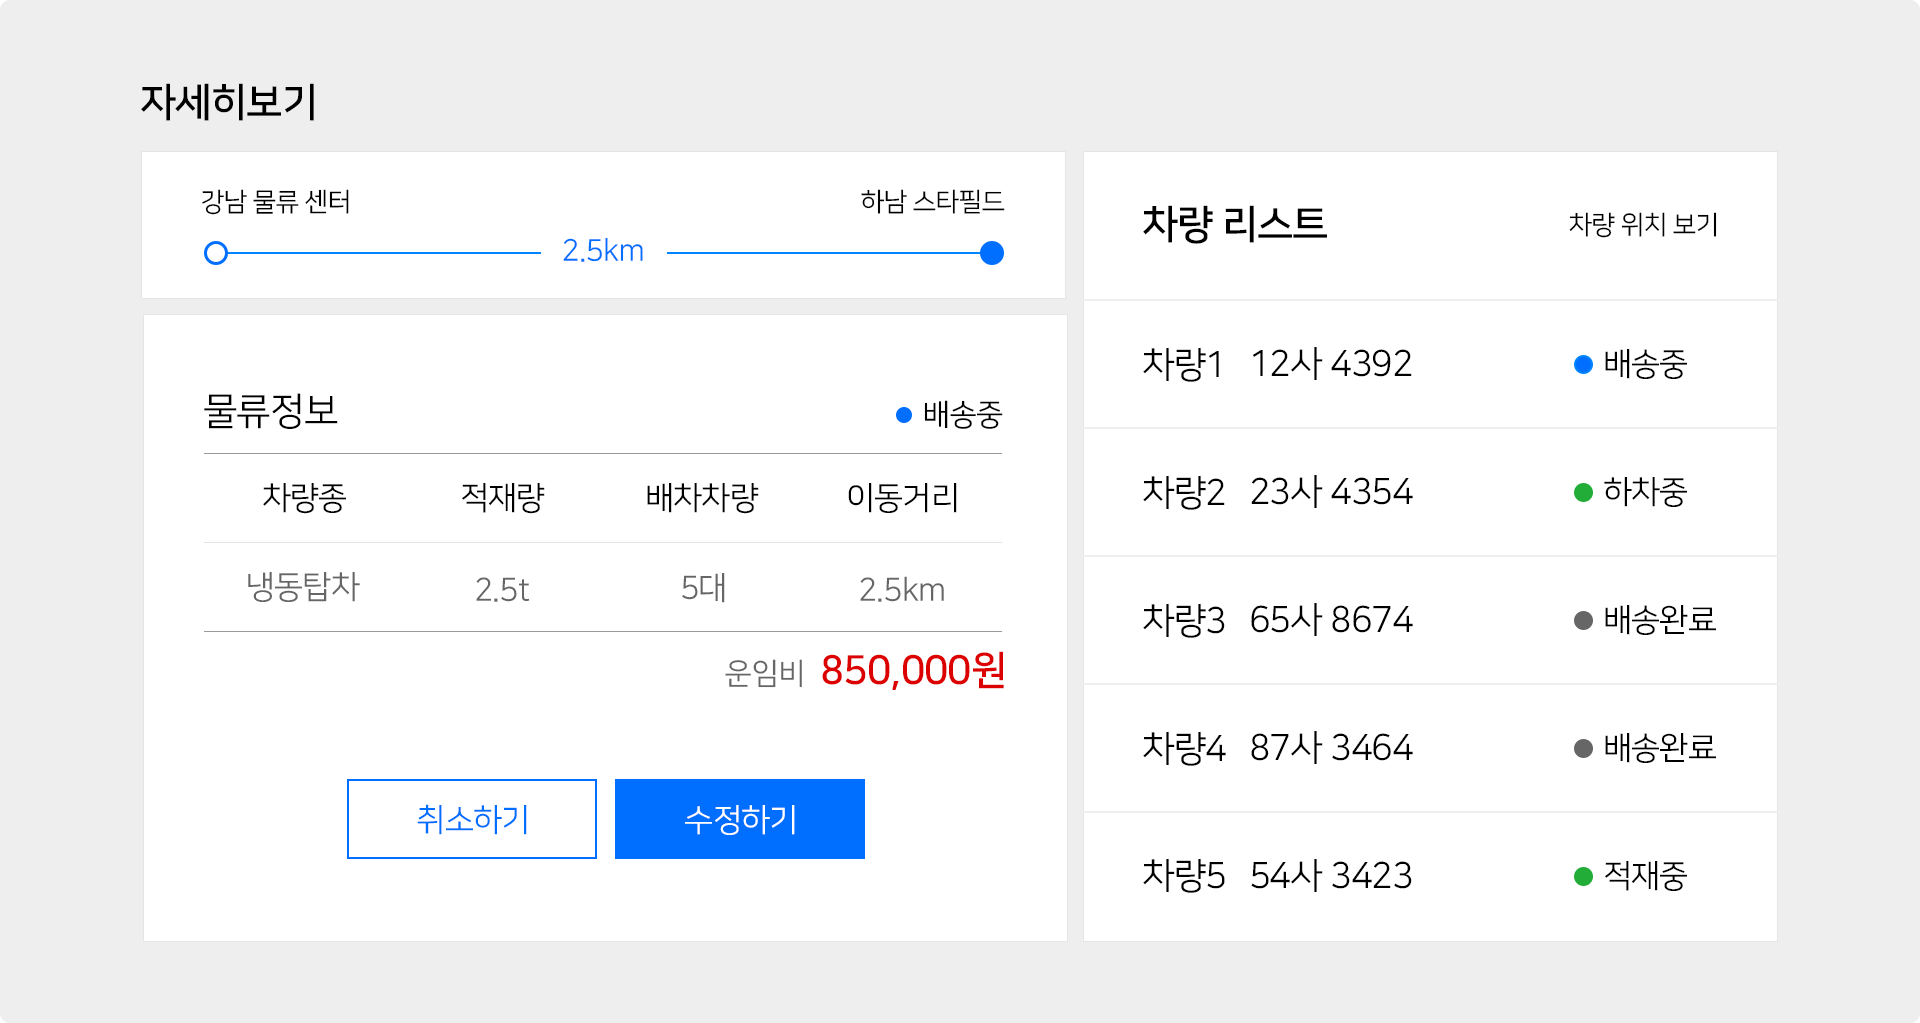 자세히보기
강남 물류 센터 하남 스타필드
2.5km
물류정보 배송중
차량종 적재량 배차차량 이동거리
냉동탑차 2.5t 5대 2.5km
운임비 850,000원
취소하기 수정하기
차량 리스트 차량 위치 보기
차량1 12사 4392 배송중
차량2 23사 4354 하차중
차량3 65사 8674 배송완료
차량4 87사 3464 배송완료
차량5 54사 3423 적재중